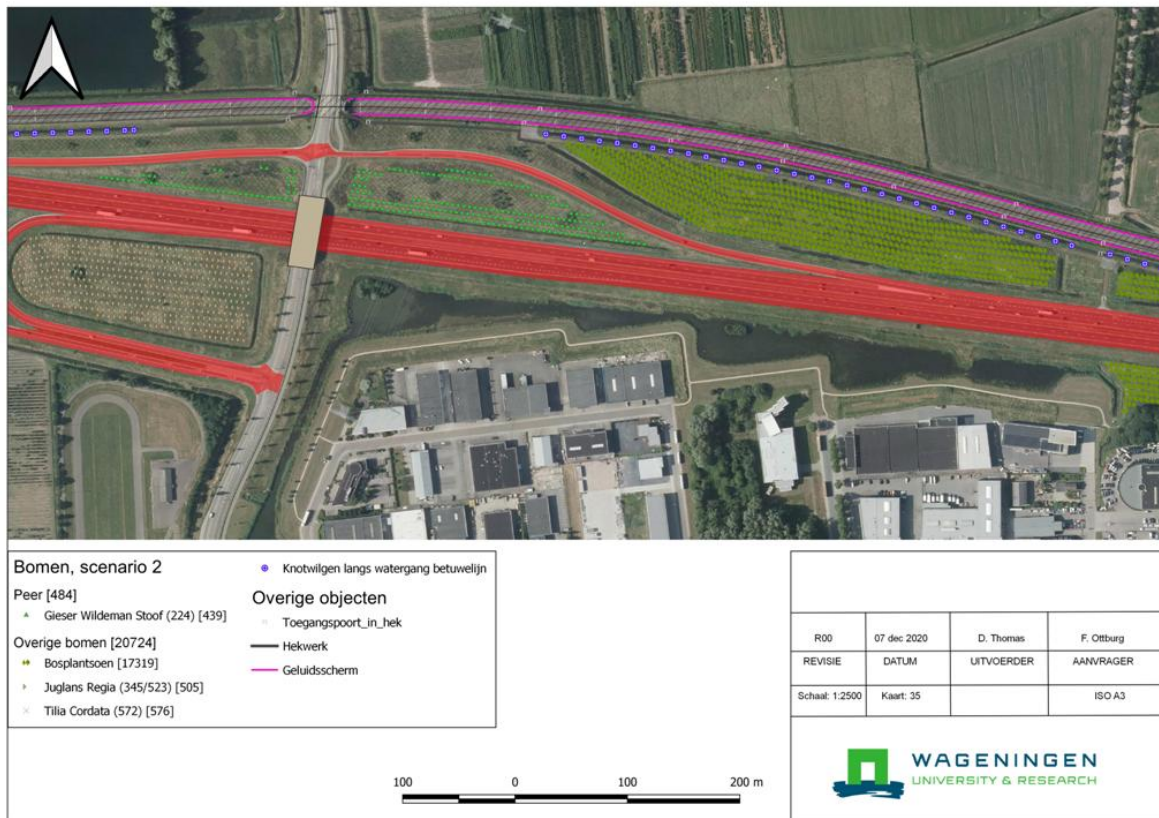 Bomen, scenario 2
Peer [484]
Gieser Wildeman Stoof (224) [439]
Overige bomen [20724]
Bosplantsoen [17319]
Juglans Regia (345/523) [505]
Tilia Cordata (572) [576]
Knotwilgen langs watergang betuwelijn
Overige objecten
Toegangspoort_in_hek
Hekwerk
Geluidsscherm
100 0 100 200 m
R00 07 dec 2020 D. Thomas F. Ottburg
REVISIE DATUM UITVOERDER AANVRAGER
Schaal: 1:2500 Kaart: 35 ISO A3
WAGENINGEN
UNIVERSITY & RESEARCH